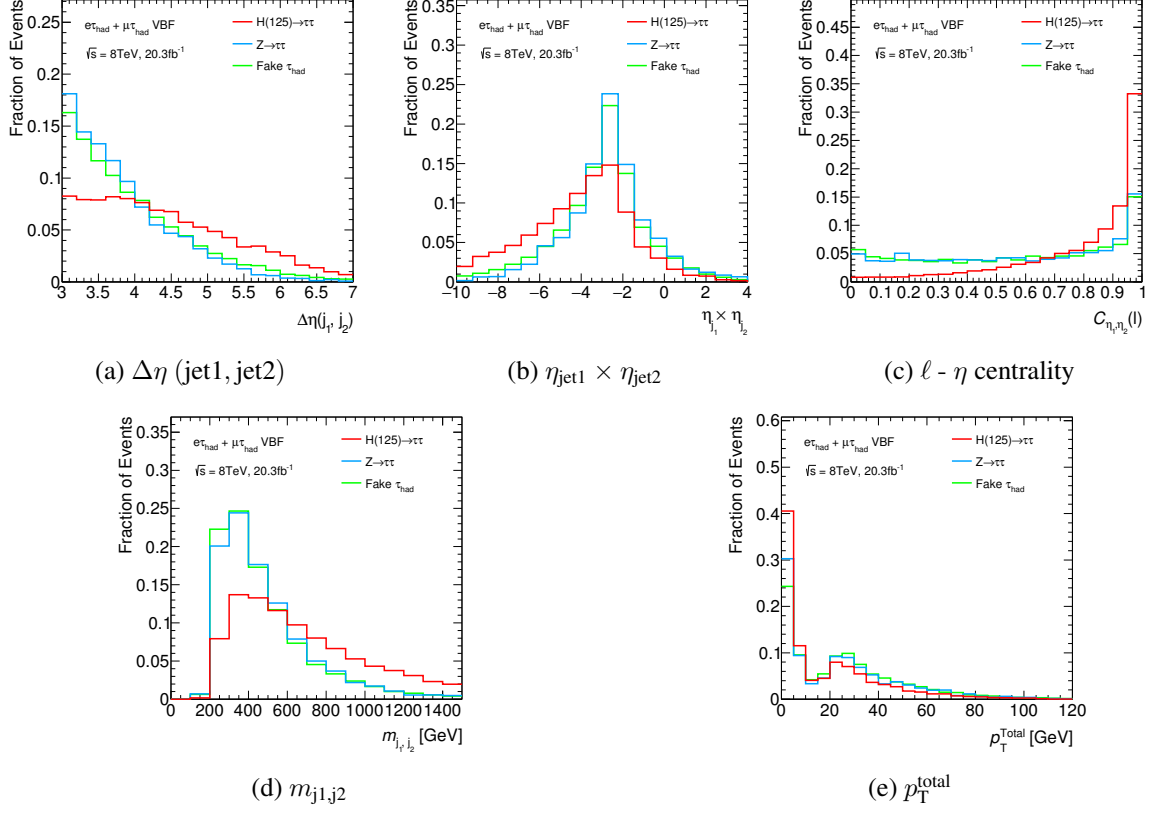 Fraction of Events
eτhad + μτhad VBF
√s = 8TeV, 20.3fb-1
H(125)→ττ
Z→ττ
Fake τhad
0.25
0.2
0.15
0.1
0.05
0
3 3.5 4 4.5 5 5.5 6 6.5 7
Δη(j1, j2)
(a) Δη (jet1, jet2)
Fraction of Events
eτhad + μτhad VBF
√s = 8TeV, 20.3fb-1
H(125)→ττ
Z→ττ
Fake τhad
0.35
0.3
0.25
0.2
0.15
0.1
0.05
0
−10 −8 −6 −4 −2 0 2 4
ηj1 × ηj2
(b) ηjet1 × ηjet2
Fraction of Events
eτhad + μτhad VBF
√s = 8TeV, 20.3fb-1
H(125)→ττ
Z→ττ
Fake τhad
0.50
0.45
0.40
0.35
0.30
0.25
0.20
0.15
0.10
0.05
0
0 0.1 0.2 0.3 0.4 0.5 0.6 0.7 0.8 0.9 1
Cη1,η2(l)
(c) ℓ - η centrality
Fraction of Events
eτhad + μτhad VBF
√s = 8TeV, 20.3fb-1
H(125)→ττ
Z→ττ
Fake τhad
0.35
0.3
0.25
0.2
0.15
0.1
0.05
0
0 200 400 600 800 1000 1200 1400
mj1, j2 [GeV]
(d) mj1,j2
Fraction of Events
eτhad + μτhad VBF
√s = 8TeV, 20.3fb-1
H(125)→ττ
Z→ττ
Fake τhad
0.6
0.5
0.4
0.3
0.2
0.1
0
0 20 40 60 80 100 120
pTTotal [GeV]
(e) pTtotal